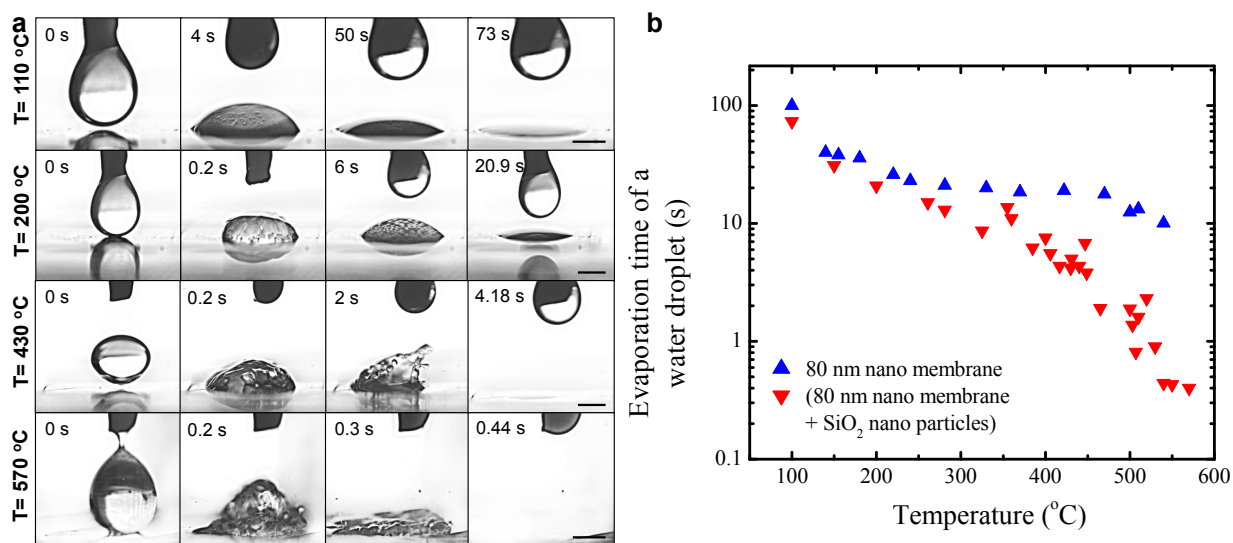 a
T= 110 °C
0 s
4 s
50 s
73 s
T= 200 °C
0 s
0.2 s
6 s
20.9 s
T= 430 °C
0 s
0.2 s
2 s
4.18 s
T= 570 °C
0 s
0.2 s
0.3 s
0.44 s
b
Evaporation time of a
water droplet (s)
100
10
1
0.1
80 nm nano membrane
(80 nm nano membrane
+ SiO₂ nano particles)
100 200 300 400 500 600
Temperature (°C)